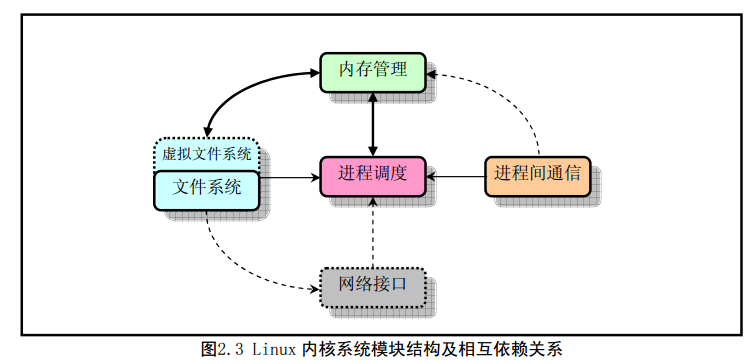 内存管理
虚拟文件系统
文件系统
进程调度
进程间通信
网络接口
图2.3 Linux 内核系统模块结构及相互依赖关系